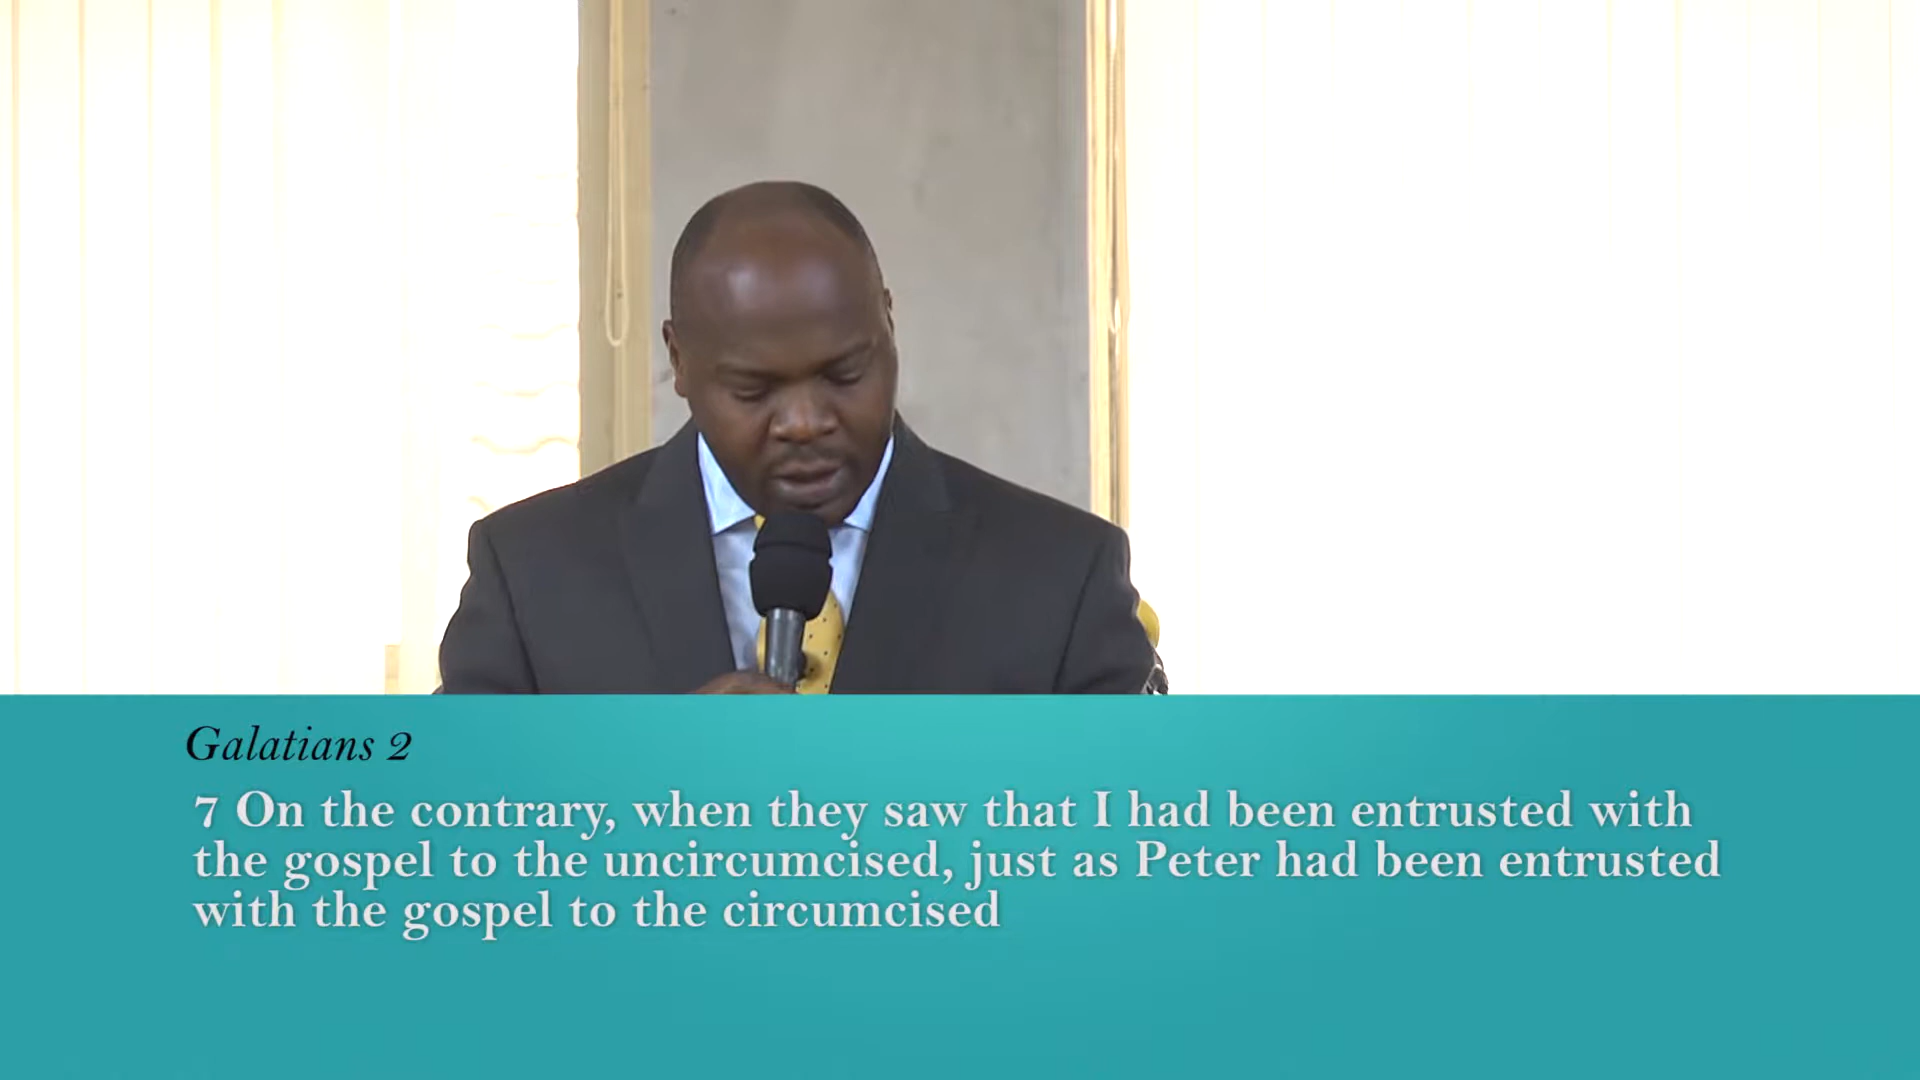 Galatians 2
7 On the contrary, when they saw that I had been entrusted with
the gospel to the uncircumcised, just as Peter had been entrusted
with the gospel to the circumcised